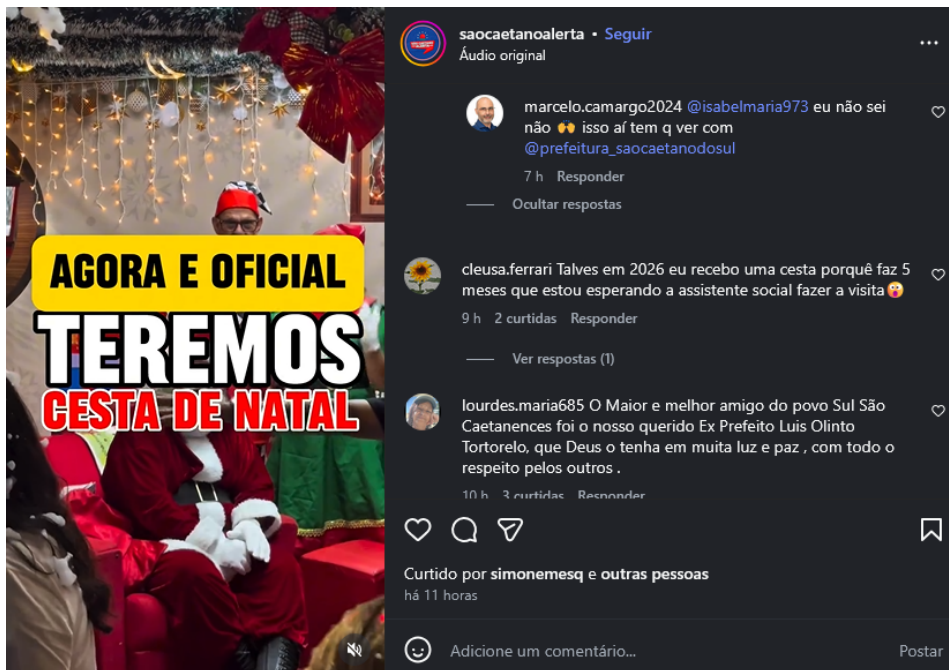 AGORA E OFICIAL
TEREMOS
CESTA DE NATAL
saocaetanoalerta • Seguir
Áudio original
marcelo.camargo2024 @isabelmaria973 eu não sei
não 🙌 isso aí tem q ver com
@prefeitura_saocaetanodosul
7 h Responder
Ocultar respostas
cleusa.ferrari Talves em 2026 eu recebo uma cesta porquê faz 5
meses que estou esperando a assistente social fazer a visita😲
9 h 2 curtidas Responder
Ver respostas (1)
lourdes.maria685 O Maior e melhor amigo do povo Sul São
Caetanences foi o nosso querido Ex Prefeito Luis Olinto
Tortorelo, que Deus o tenha em muita luz e paz , com todo o
respeito pelos outros .
10 h 3 curtidas Responder
Curtido por simonemesq e outras pessoas
há 11 horas
Adicione um comentário...
Postar